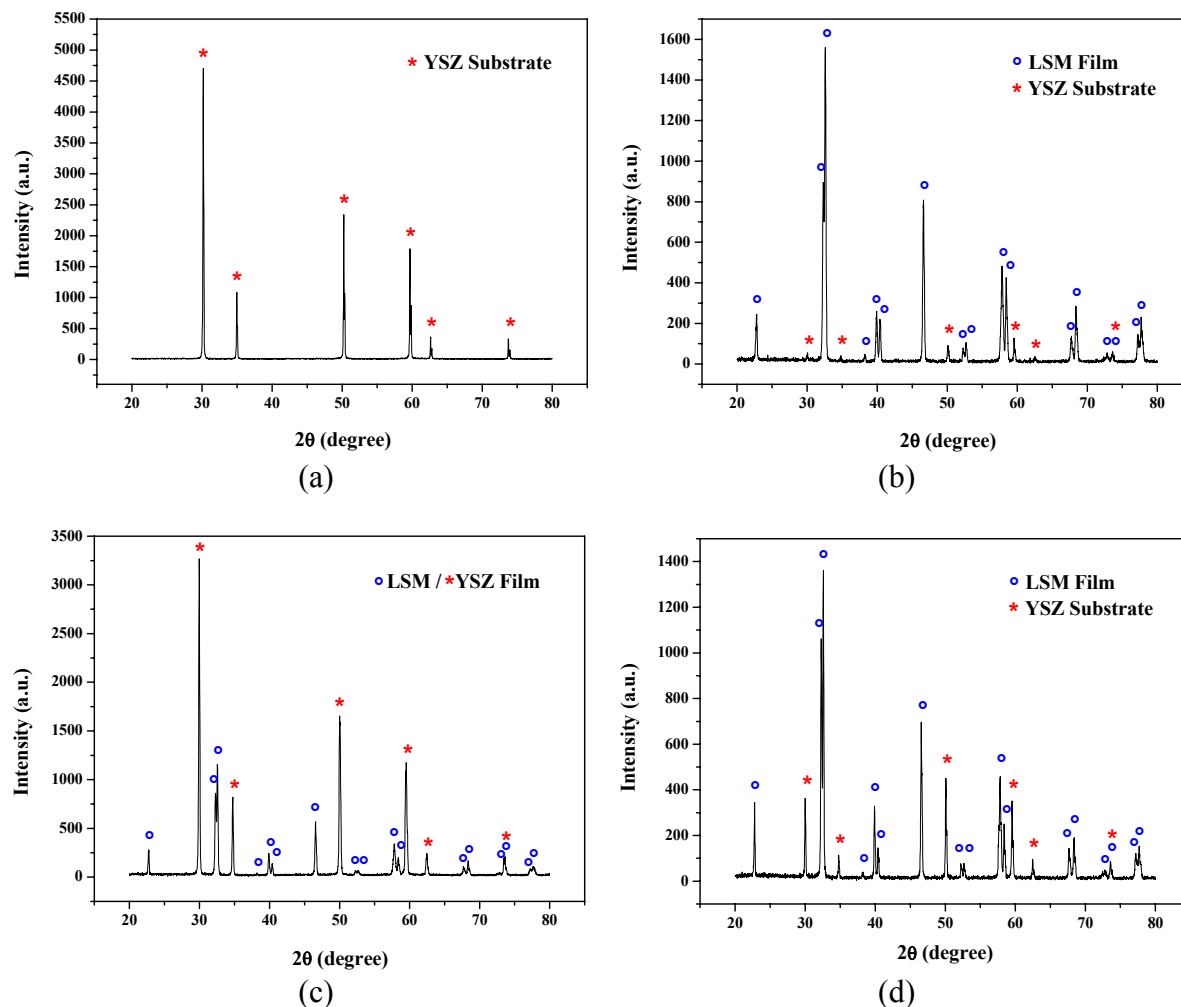 5500
5000
4500
4000
3500
3000
2500
2000
1500
1000
500
0
Intensity (a.u.)
* YSZ Substrate
20 30 40 50 60 70 80
2θ (degree)
(a)
1600
1400
1200
1000
800
600
400
200
0
Intensity (a.u.)
LSM Film
* YSZ Substrate
20 30 40 50 60 70 80
2θ (degree)
(b)
3500
3000
2500
2000
1500
1000
500
0
Intensity (a.u.)
LSM / *YSZ Film
20 30 40 50 60 70 80
2θ (degree)
(c)
1400
1200
1000
800
600
400
200
0
Intensity (a.u.)
LSM Film
* YSZ Substrate
20 30 40 50 60 70 80
2θ (degree)
(d)